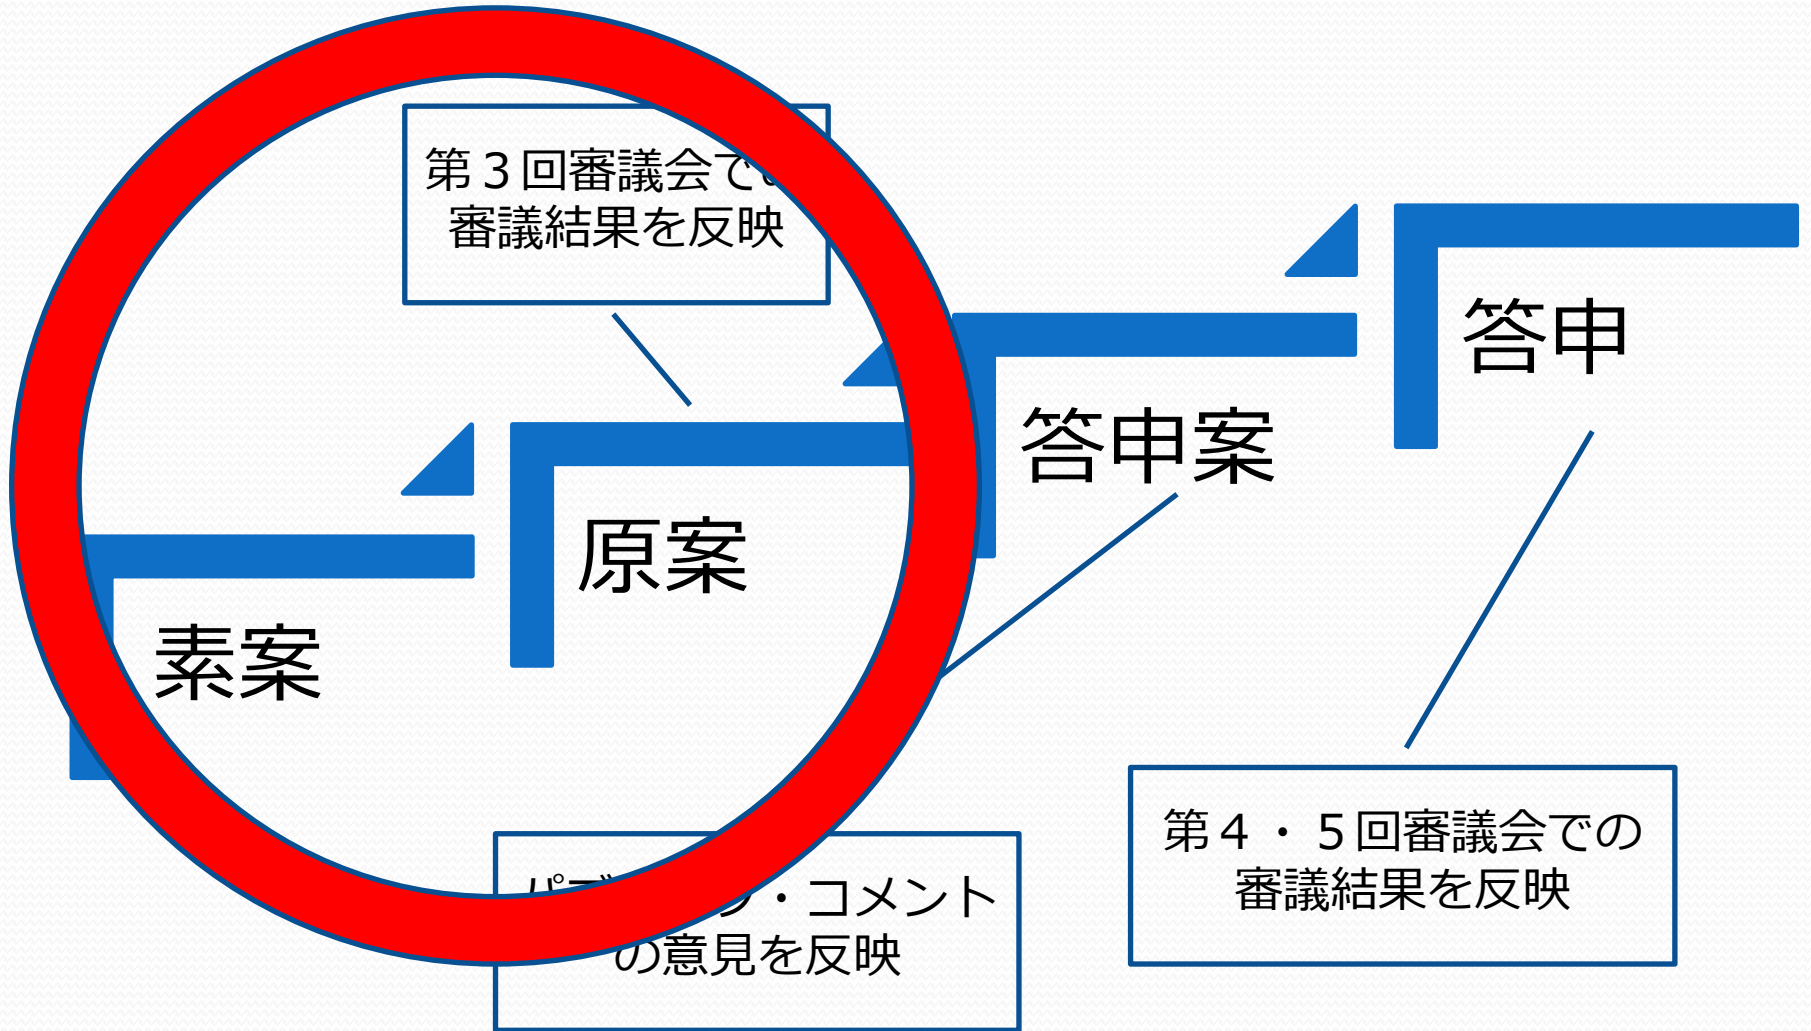 第３回審議会での
審議結果を反映
答申
答申案
原案
素案
・コメント
の意見を反映
第４・５回審議会での
審議結果を反映